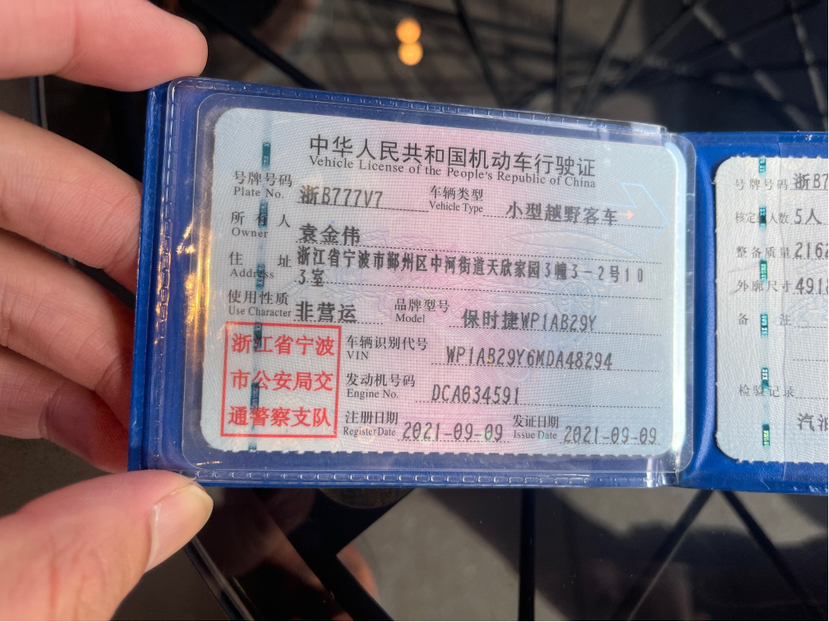 中华人民共和国机动车行驶证
Vehicle License of the People's Republic of China
号牌号码 浙B777V7 车辆类型 小型越野客车
Plate No. Vehicle Type
所有人 袁金伟
Owner
住址 浙江省宁波市鄞州区中河街道天欣家园3幢3-2号10
Address 3室
使用性质 非营运 品牌型号 保时捷WP1AB29Y
Use Character Model
浙江省宁波 车辆识别代号 WP1AB29Y6MDA48294
VIN
市公安局交 发动机号码 DCA634591
Engine No.
通警察支队 注册日期 2021-09-09 发证日期 2021-09-09
Register Date Issue Date
号牌号码 浙B7
核定人数 5人
整备质量 216
外廓尺寸 491
备注
检验记录
汽油